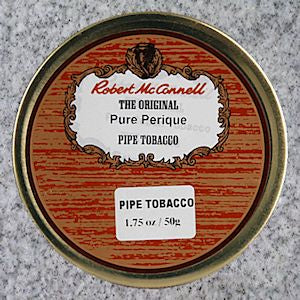 Robert McConnell
THE ORIGINAL
Pure Perique
PIPE TOBACCO
PIPE TOBACCO
1.75 oz / 50g